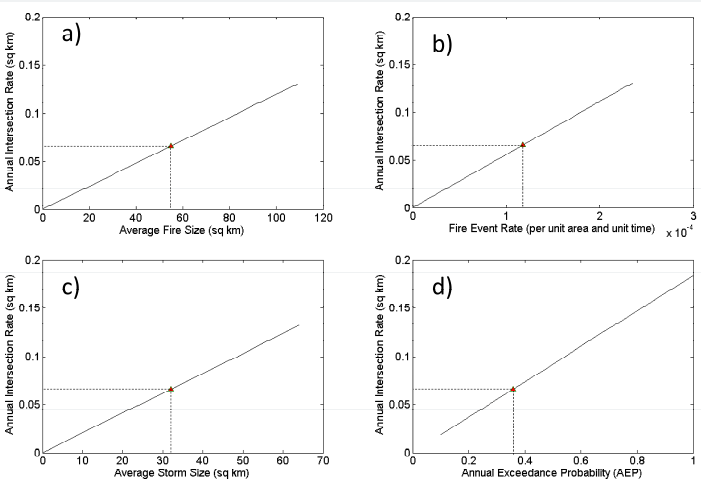 a)
0.2
0.15
0.1
0.05
0
Annual Intersection Rate (sq km)
0 20 40 60 80 100 120
Average Fire Size (sq km)
b)
0.2
0.15
0.1
0.05
0
Annual Intersection Rate (sq km)
0 1 2 3
Fire Event Rate (per unit area and unit time) x 10⁻⁴
c)
0.2
0.15
0.1
0.05
0
Annual Intersection Rate (sq km)
0 10 20 30 40 50 60 70
Average Storm Size (sq km)
d)
0.2
0.15
0.1
0.05
0
Annual Intersection Rate (sq km)
0 0.2 0.4 0.6 0.8 1
Annual Exceedance Probability (AEP)